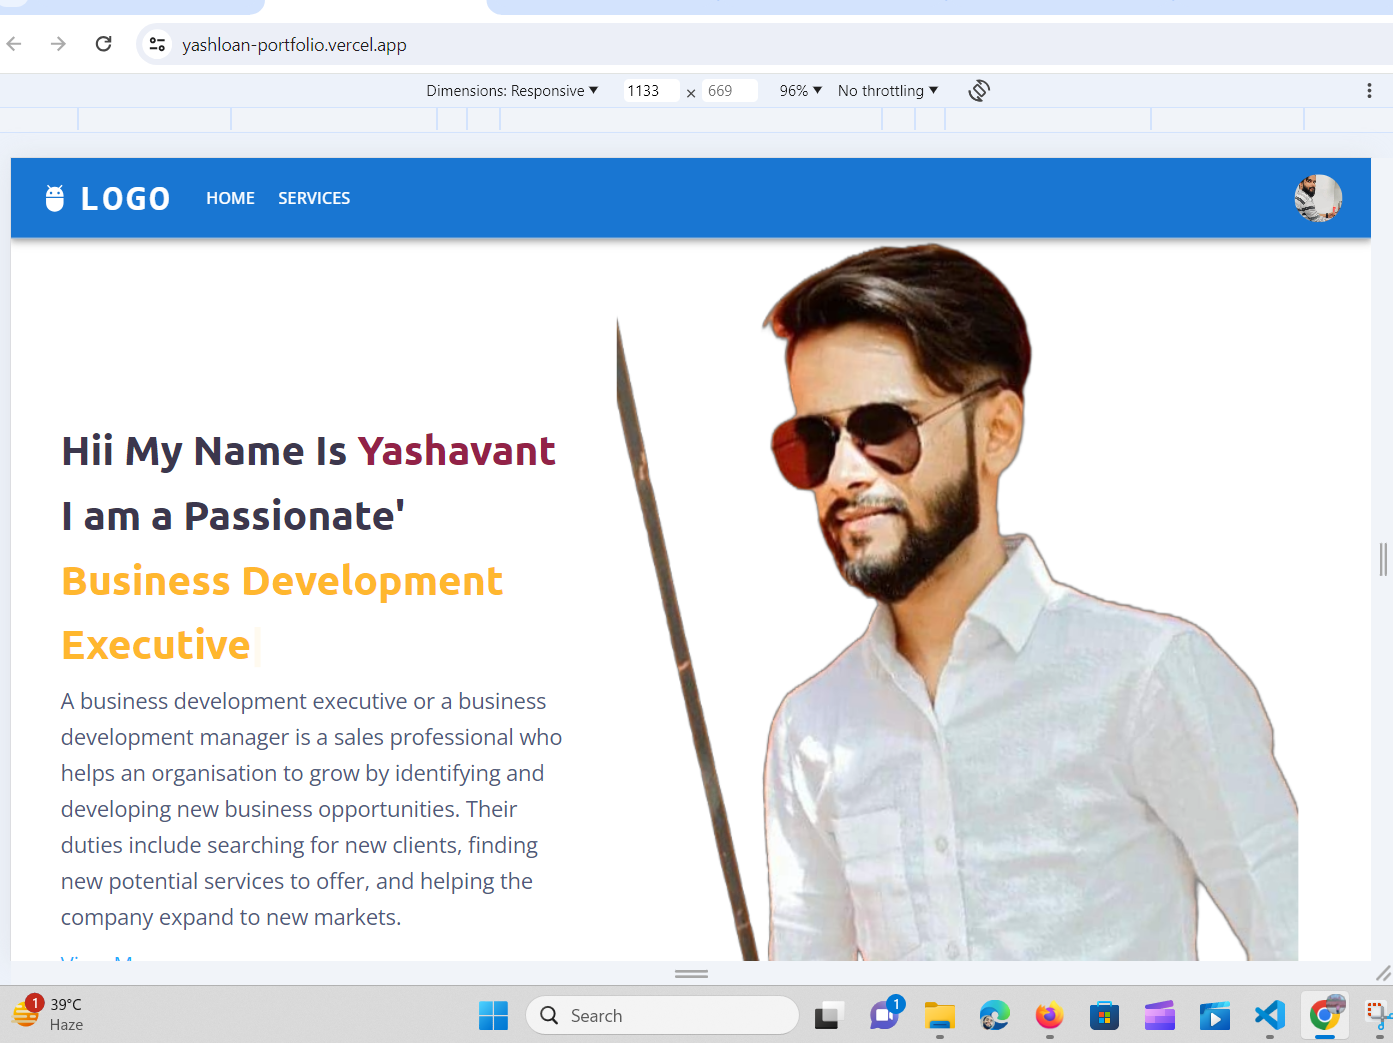 yashloan-portfolio.vercel.app
Dimensions: Responsive ▼ 1133 × 669 96% ▼ No throttling ▼
LOGO HOME SERVICES
Hii My Name Is Yashavant
I am a Passionate'
Business Development
Executive
A business development executive or a business
development manager is a sales professional who
helps an organisation to grow by identifying and
developing new business opportunities. Their
duties include searching for new clients, finding
new potential services to offer, and helping the
company expand to new markets.
1 39°C
Haze
Search
1